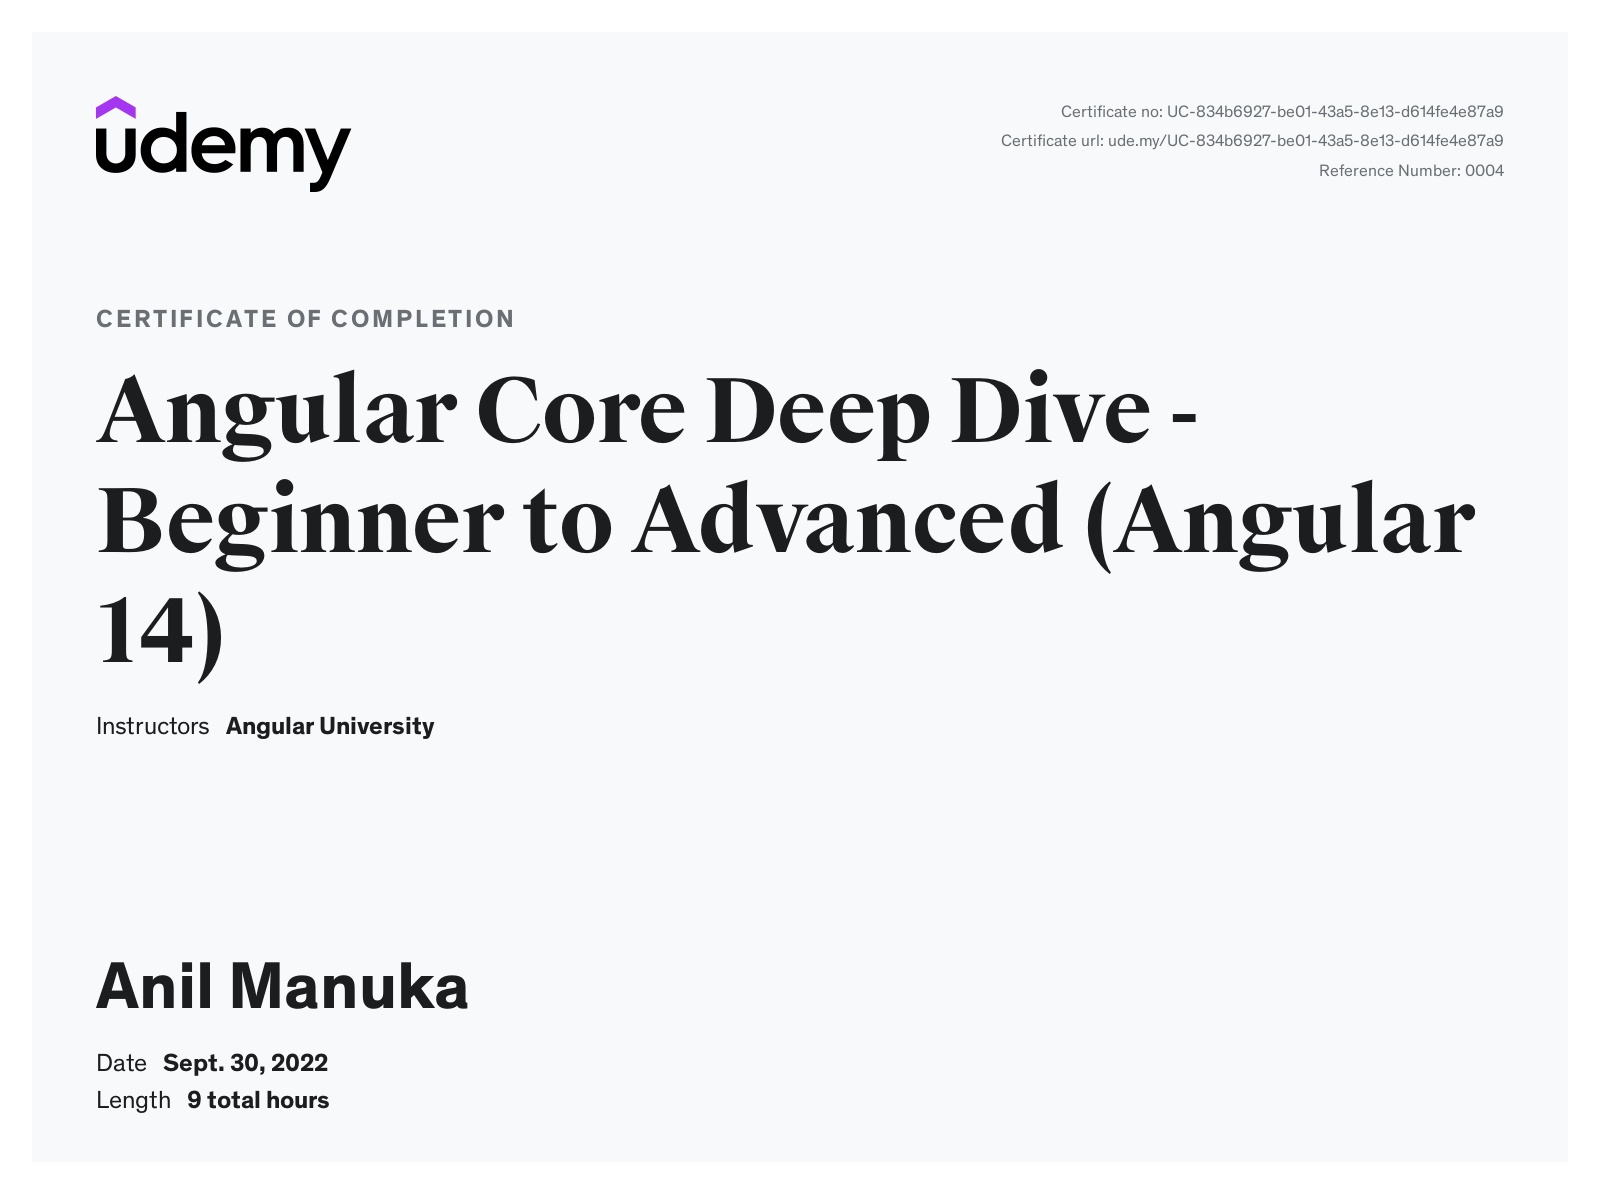 udemy
Certificate no: UC-834b6927-be01-43a5-8e13-d614fe4e87a9
Certificate url: ude.my/UC-834b6927-be01-43a5-8e13-d614fe4e87a9
Reference Number: 0004
CERTIFICATE OF COMPLETION
Angular Core Deep Dive -
Beginner to Advanced (Angular
14)
Instructors Angular University
Anil Manuka
Date Sept. 30, 2022
Length 9 total hours